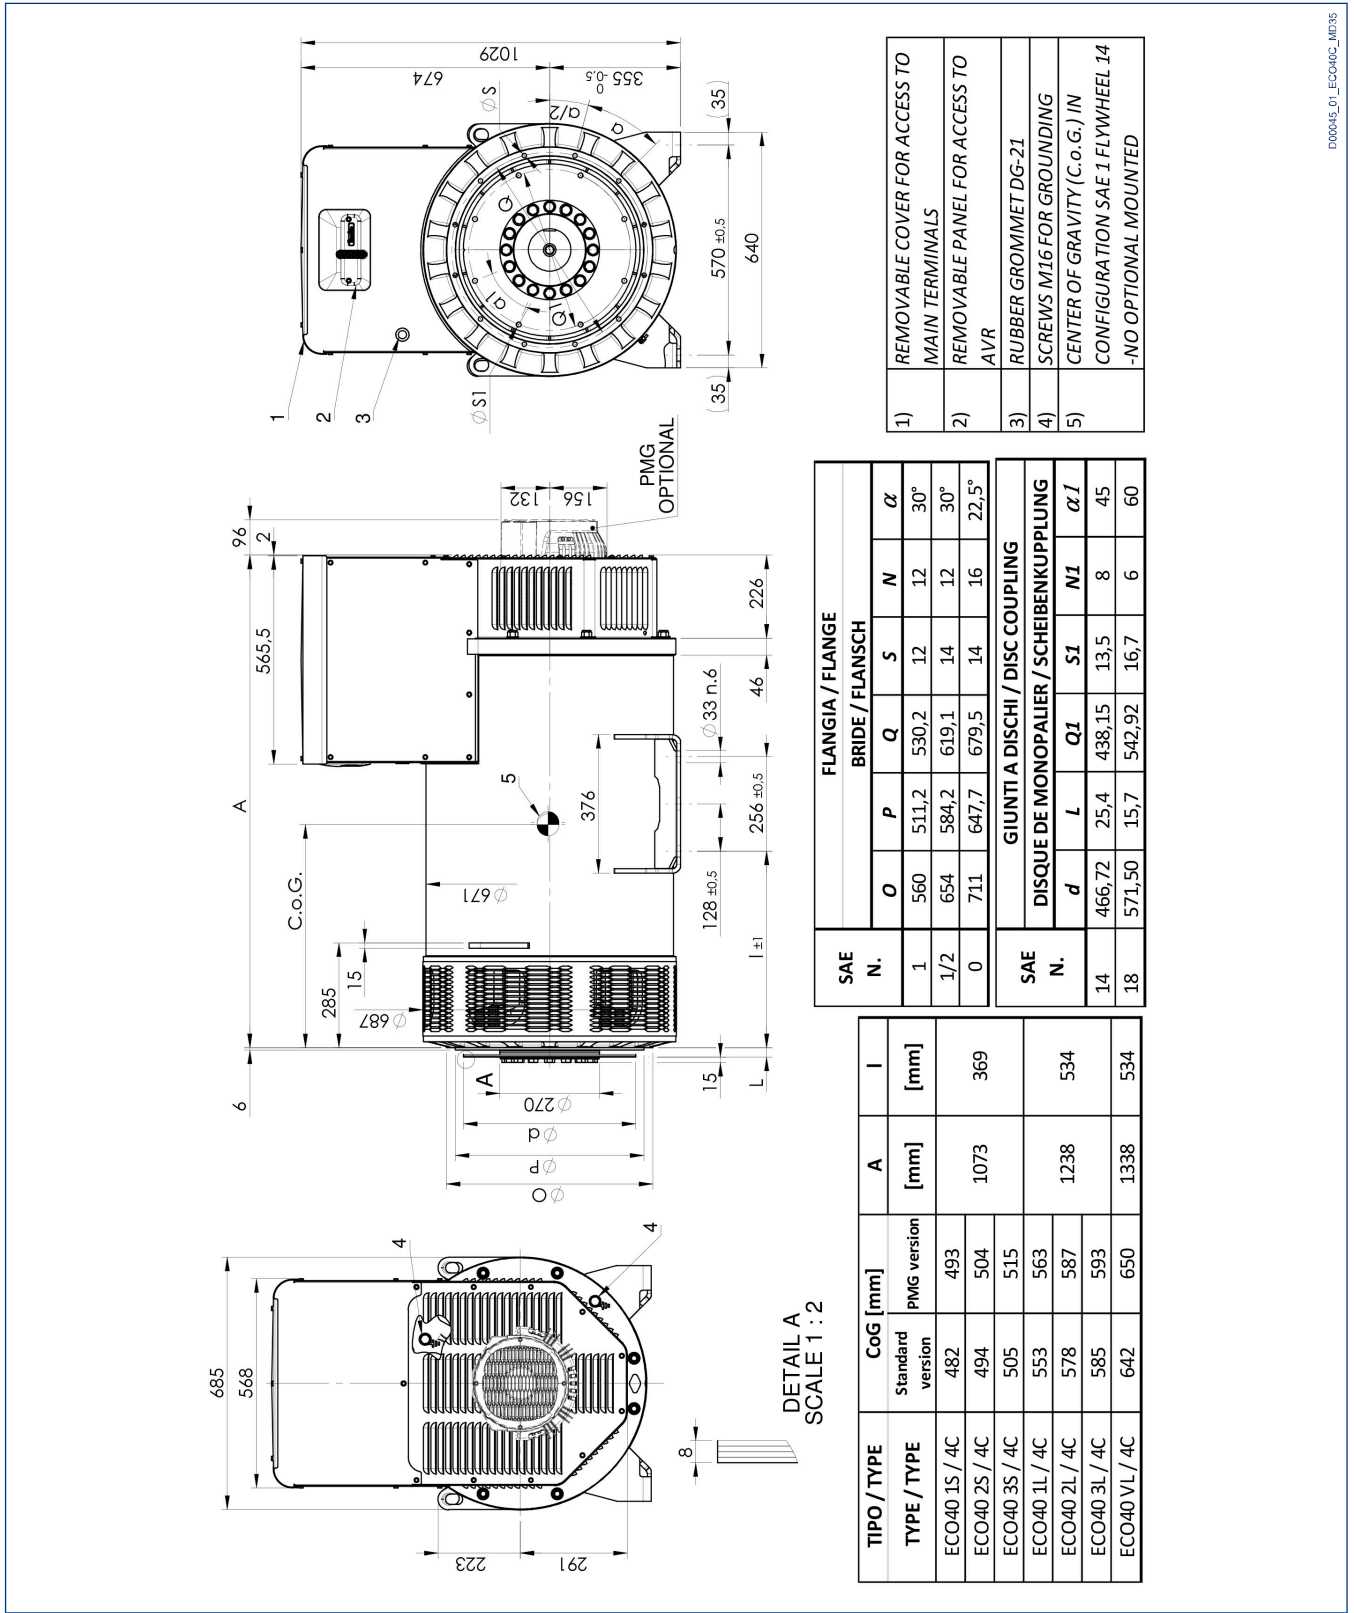 D00045_01_ECO40C_MD35
685
568
223
291
4
4
DETAIL A
SCALE 1 : 2
8
6
A
C.o.G.
285
15
565,5
2
96
∅ 687
∅ 671
A
∅ 270
∅ d
∅ P
∅ O
15
L
5
376
∅ 33 n.6
128 ±0,5
256 ±0,5
I ±1
46
226
132
156
PMG
OPTIONAL
1029
674
355 0 -0,5
∅ S
α/2
α
Q
α1
Q1
∅ S1
1
2
3
(35)
570 ±0,5
(35)
640
TIPO / TYPE CoG [mm] A I
TYPE / TYPE Standard version PMG version [mm] [mm]
ECO40 1S / 4C 482 493 1073 369
ECO40 2S / 4C 494 504
ECO40 3S / 4C 505 515
ECO40 1L / 4C 553 563 1238 534
ECO40 2L / 4C 578 587
ECO40 3L / 4C 585 593
ECO40 VL / 4C 642 650 1338 534
SAE N. FLANGIA / FLANGE
BRIDE / FLANSCH
O P Q S N α
1 560 511,2 530,2 12 12 30°
1/2 654 584,2 619,1 14 12 30°
0 711 647,7 679,5 14 16 22,5°
SAE N. GIUNTI A DISCHI / DISC COUPLING
DISQUE DE MONOPALIER / SCHEIBENKUPPLUNG
d L Q1 S1 N1 α1
14 466,72 25,4 438,15 13,5 8 45
18 571,50 15,7 542,92 16,7 6 60
1) REMOVABLE COVER FOR ACCESS TO
MAIN TERMINALS
2) REMOVABLE PANEL FOR ACCESS TO
AVR
3) RUBBER GROMMET DG-21
4) SCREWS M16 FOR GROUNDING
5) CENTER OF GRAVITY (C.o.G.) IN
CONFIGURATION SAE 1 FLYWHEEL 14
-NO OPTIONAL MOUNTED